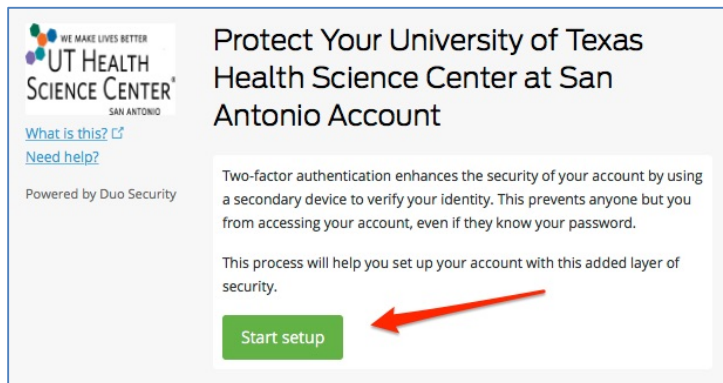 WE MAKE LIVES BETTER
UT HEALTH
SCIENCE CENTER®
SAN ANTONIO
What is this?
Need help?
Powered by Duo Security
Protect Your University of Texas
Health Science Center at San
Antonio Account
Two-factor authentication enhances the security of your account by using
a secondary device to verify your identity. This prevents anyone but you
from accessing your account, even if they know your password.
This process will help you set up your account with this added layer of
security.
Start setup